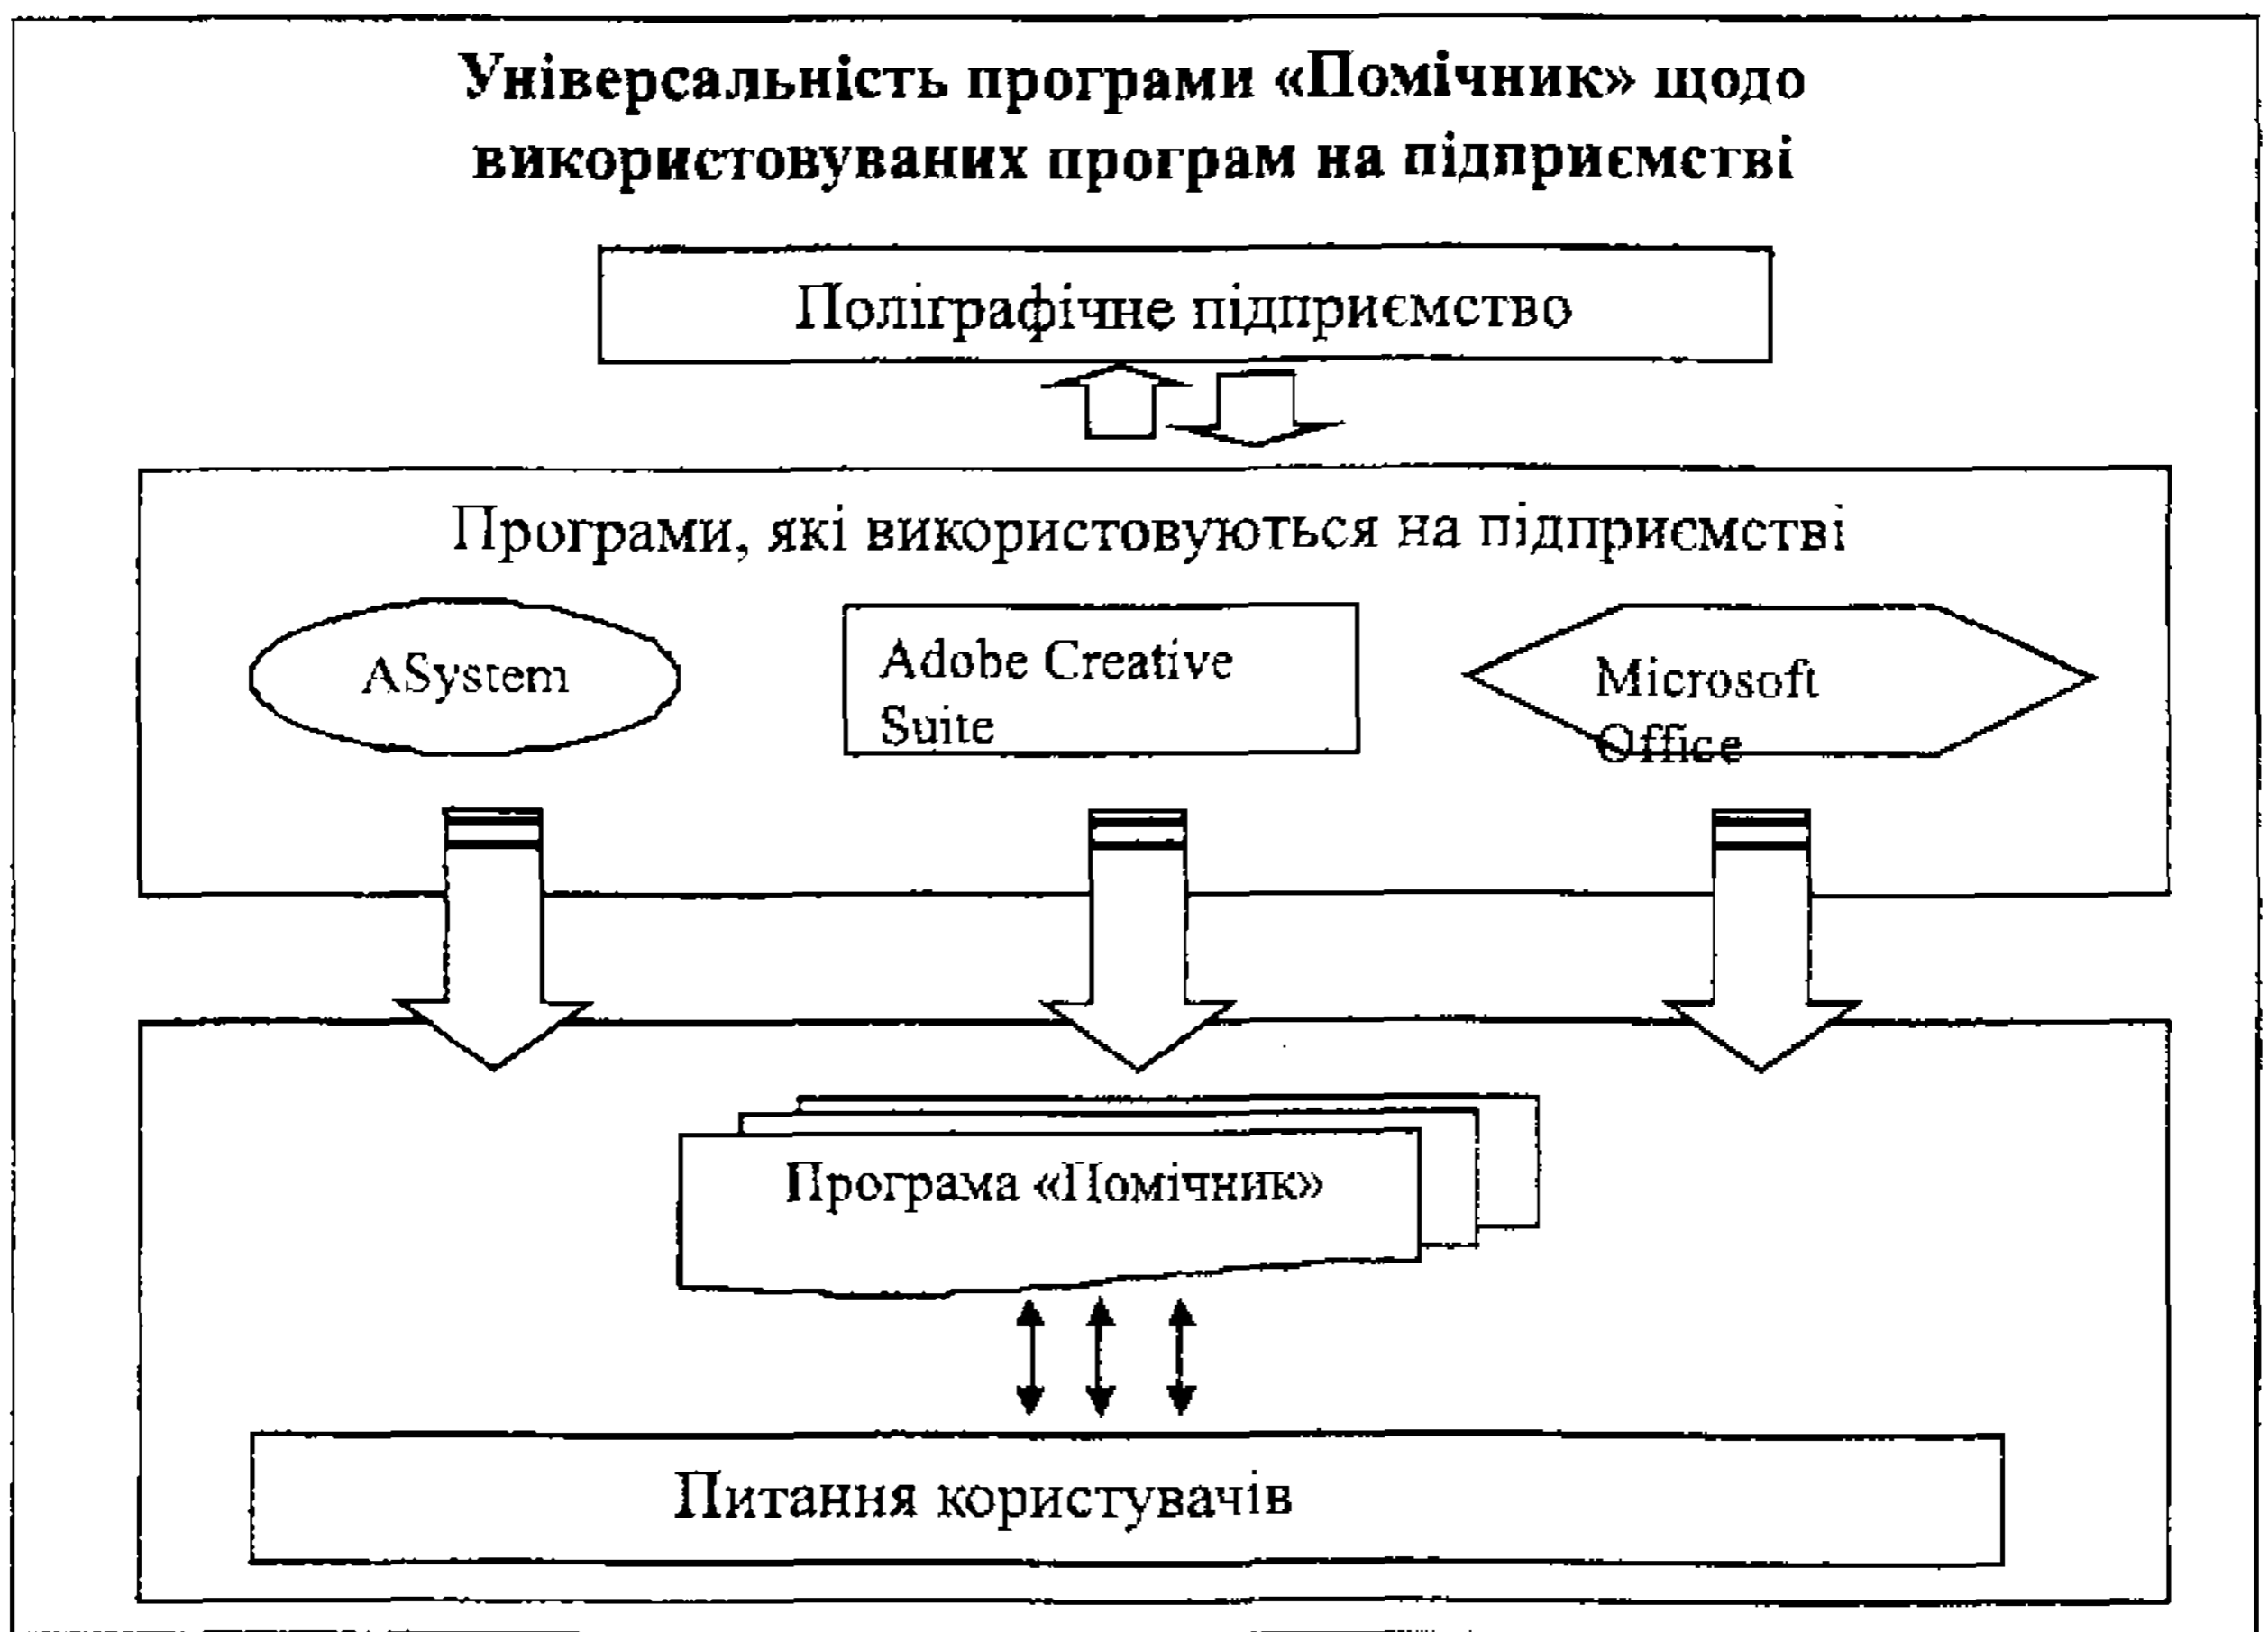 Універсальність програми «Помічник» щодо
використовуваних програм на підприємстві
Поліграфічне підприємство
Програми, які використовуються на підприємстві
ASystem
Adobe Creative
Suite
Microsoft
Office
Програма «Помічник»
Питання користувачів